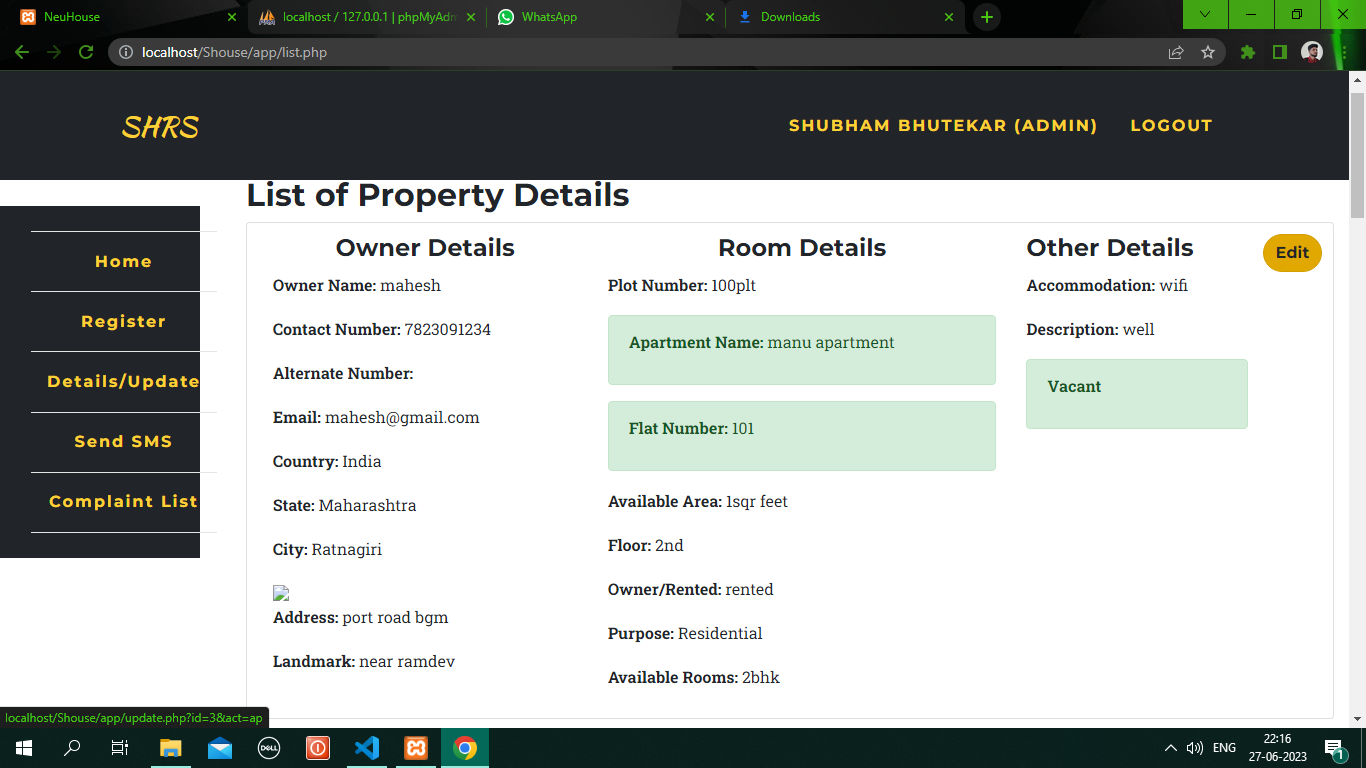 NeuHouse
localhost / 127.0.0.1 | phpMyAdm
WhatsApp
Downloads
localhost/Shouse/app/list.php
SHRS
SHUBHAM BHUTEKAR (ADMIN)
LOGOUT
List of Property Details
Home
Register
Details/Update
Send SMS
Complaint List
Owner Details
Owner Name: mahesh
Contact Number: 7823091234
Alternate Number:
Email: mahesh@gmail.com
Country: India
State: Maharashtra
City: Ratnagiri
Address: port road bgm
Landmark: near ramdev
Room Details
Plot Number: 100plt
Apartment Name: manu apartment
Flat Number: 101
Available Area: 1sqr feet
Floor: 2nd
Owner/Rented: rented
Purpose: Residential
Available Rooms: 2bhk
Other Details
Accommodation: wifi
Description: well
Vacant
Edit
localhost/Shouse/app/update.php?id=3&act=ap
DELL
ENG
22:16
27-06-2023
1